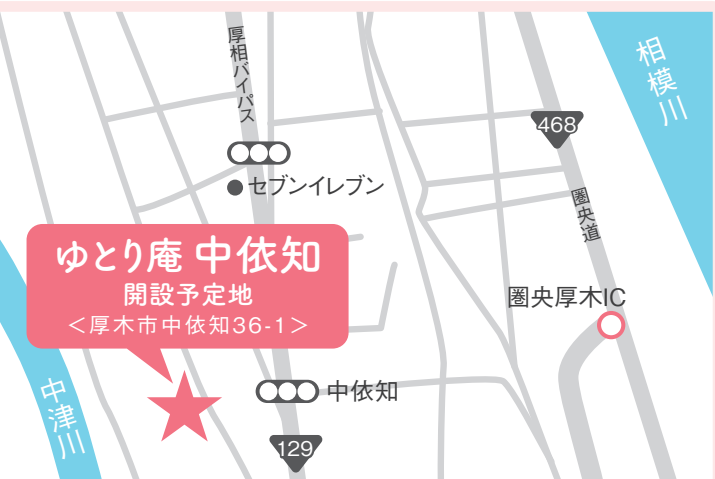 厚相バイパス
相模川
468
セブンイレブン
圏央道
ゆとり庵 中依知
開設予定地
＜厚木市中依知36-1＞
圏央厚木IC
中津川
中依知
129